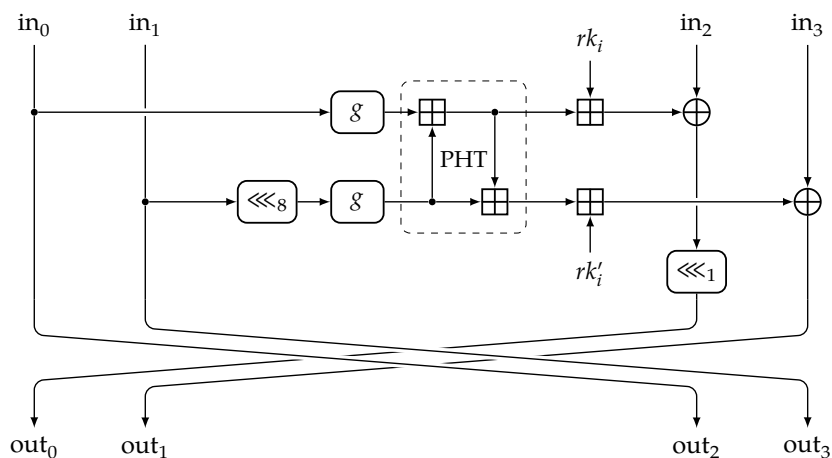 in₀ in₁ in₂ in₃
rkᵢ
g
PHT
⋘₈ g
rk′ᵢ
⋘₁
out₀ out₁ out₂ out₃